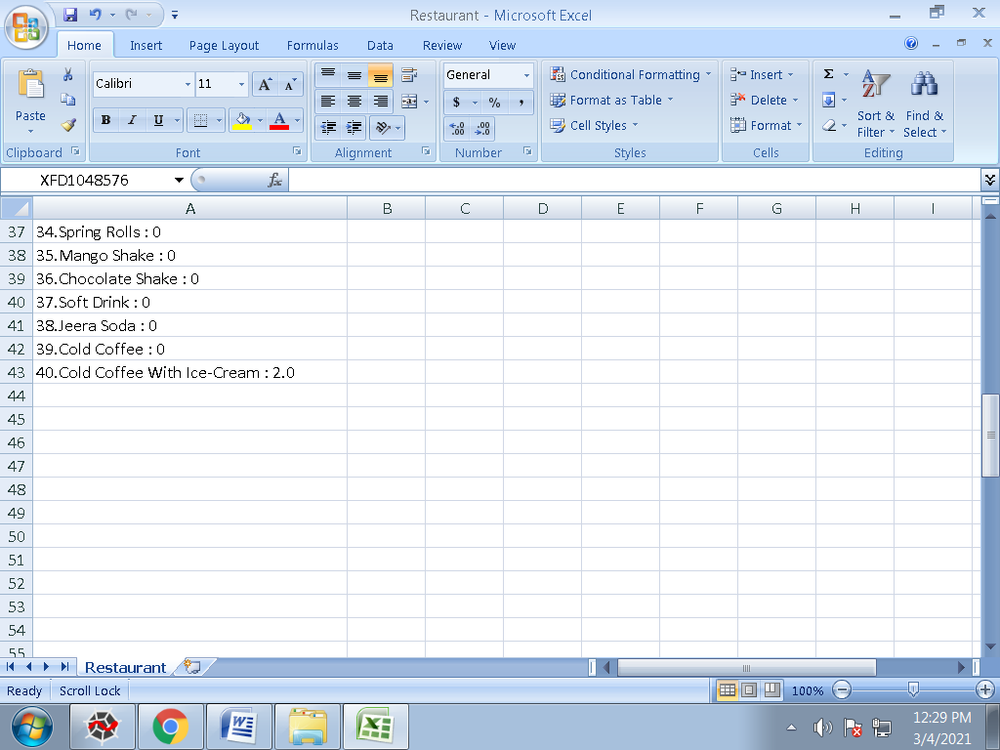 Restaurant - Microsoft Excel
Home Insert Page Layout Formulas Data Review View
Calibri 11 General Conditional Formatting Insert Σ
Paste $ % , Format as Table Delete Sort & Find &
B I U A .00 Cell Styles Format Filter Select
Clipboard Font Alignment Number Styles Cells Editing
XFD1048576 fx
A B C D E F G H I
37 34.Spring Rolls : 0
38 35.Mango Shake : 0
39 36.Chocolate Shake : 0
40 37.Soft Drink : 0
41 38.Jeera Soda : 0
42 39.Cold Coffee : 0
43 40.Cold Coffee With Ice-Cream : 2.0
44
45
46
47
48
49
50
51
52
53
54
55
Restaurant
Ready Scroll Lock 100%
12:29 PM
3/4/2021